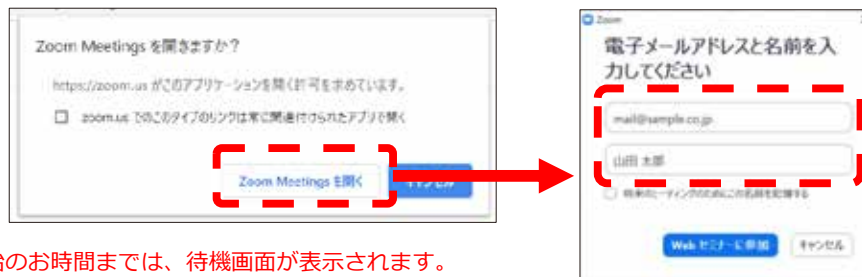 Zoom Meetings を開きますか？
https://zoom.us がこのアプリケーションを開く許可を求めています。
zoom.us でのこのタイプのリンクは常に関連付けられたアプリで開く
Zoom Meetings を開く
キャンセル
Zoom
電子メールアドレスと名前を入
力してください
mail@sample.co.jp
山田 太郎
将来のミーティングのためにこの名前を記憶する
Web セミナーに参加
キャンセル
のお時間までは、待機画面が表示されます。